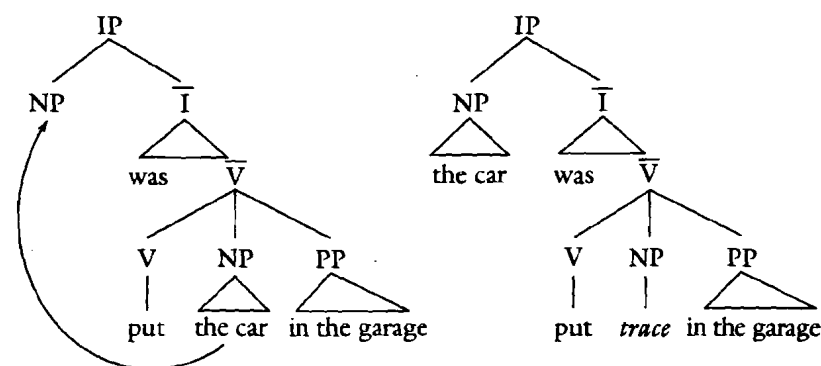 IP IP
NP I̅ NP I̅
was V̅ the car was V̅
V NP PP V NP PP
put the car in the garage put trace in the garage